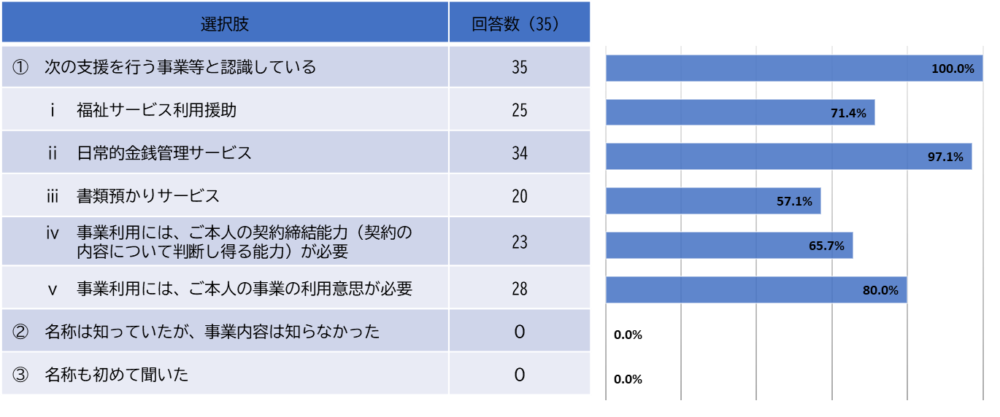 選択肢 回答数（35）
① 次の支援を行う事業等と認識している 35 100.0%
ⅰ 福祉サービス利用援助 25 71.4%
ⅱ 日常的金銭管理サービス 34 97.1%
ⅲ 書類預かりサービス 20 57.1%
ⅳ 事業利用には、ご本人の契約締結能力（契約の
内容について判断し得る能力）が必要 23 65.7%
ⅴ 事業利用には、ご本人の事業の利用意思が必要 28 80.0%
② 名称は知っていたが、事業内容は知らなかった 0 0.0%
③ 名称も初めて聞いた 0 0.0%